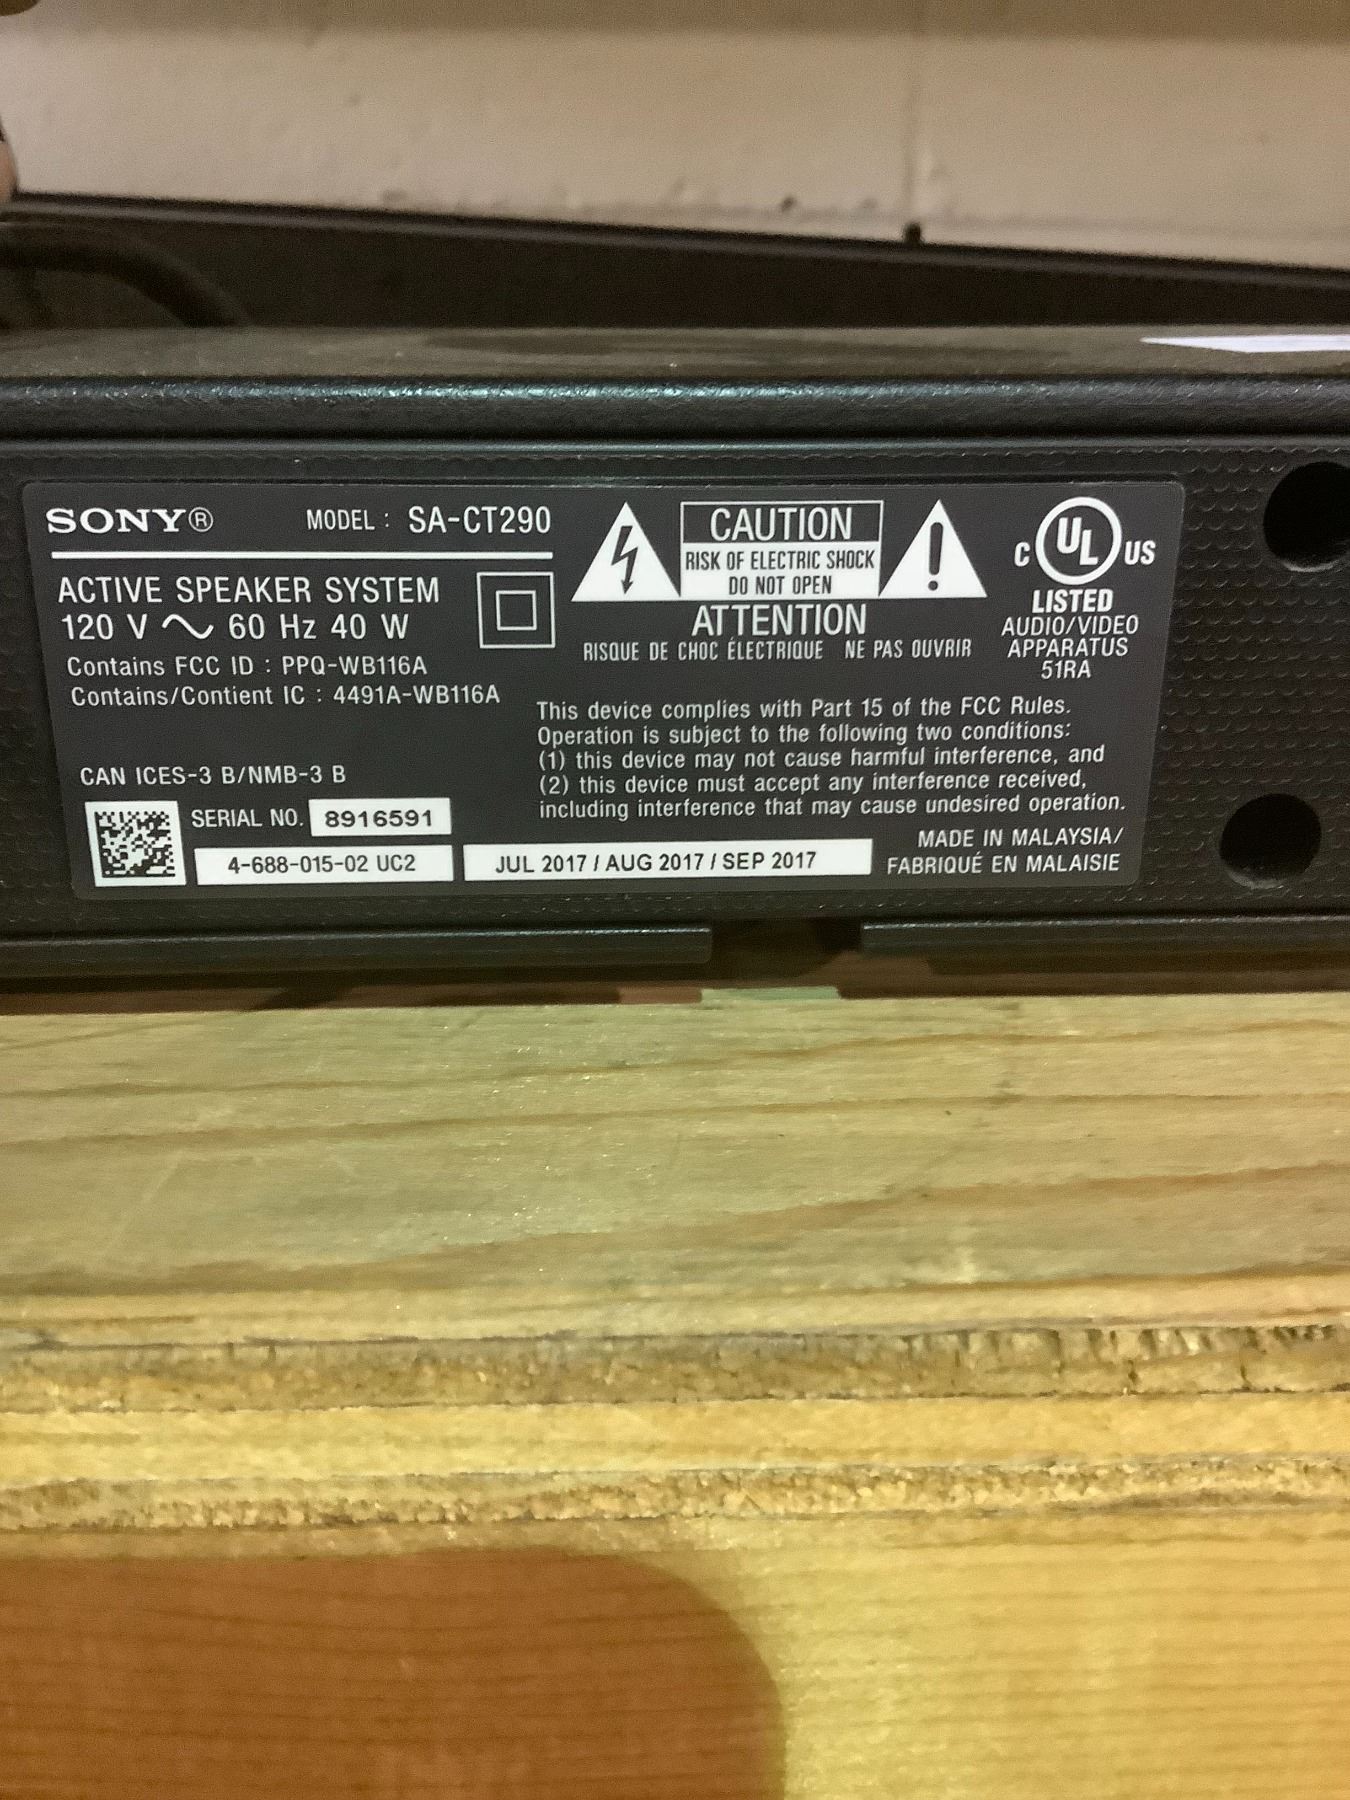 SONY® MODEL : SA-CT290
ACTIVE SPEAKER SYSTEM
120 V ~ 60 Hz 40 W
Contains FCC ID : PPQ-WB116A
Contains/Contient IC : 4491A-WB116A
CAN ICES-3 B/NMB-3 B
SERIAL NO. 8916591
4-688-015-02 UC2
JUL 2017 / AUG 2017 / SEP 2017
CAUTION
RISK OF ELECTRIC SHOCK
DO NOT OPEN
ATTENTION
RISQUE DE CHOC ÉLECTRIQUE NE PAS OUVRIR
C UL US
LISTED
AUDIO/VIDEO
APPARATUS
51RA
This device complies with Part 15 of the FCC Rules.
Operation is subject to the following two conditions:
(1) this device may not cause harmful interference, and
(2) this device must accept any interference received,
including interference that may cause undesired operation.
MADE IN MALAYSIA/
FABRIQUÉ EN MALAISIE